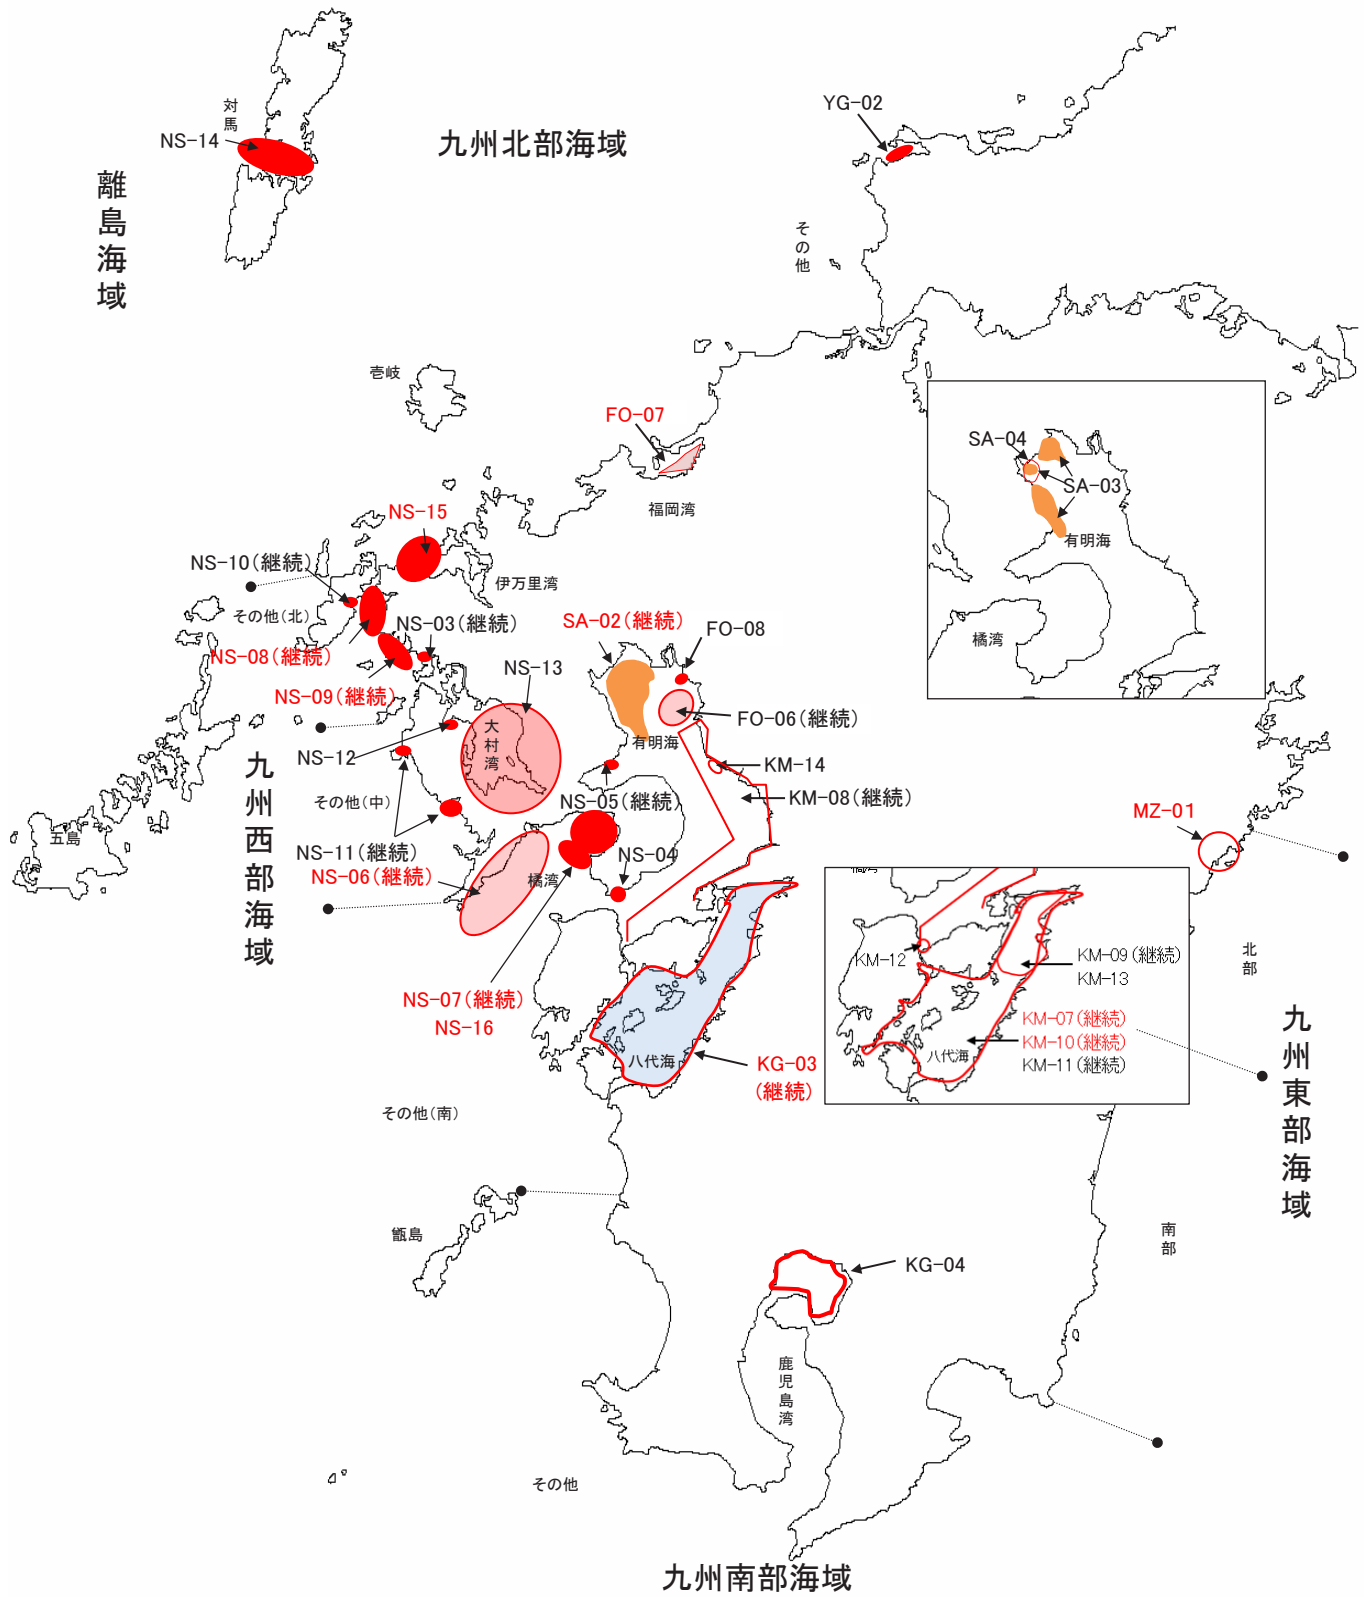 対馬
NS-14
離島海域
九州北部海域
YG-02
その他
壱岐
FO-07
福岡湾
SA-04
SA-03
有明海
橘湾
NS-15
NS-10(継続)
伊万里湾
その他(北)
NS-03(継続)
NS-08(継続)
NS-09(継続)
SA-02(継続)
FO-08
NS-13
FO-06(継続)
大村湾
有明海
NS-12
KM-14
九州西部海域
その他(中)
NS-05(継続)
KM-08(継続)
五島
NS-11(継続)
NS-06(継続)
橘湾
NS-04
MZ-01
KM-12
KM-09(継続)
KM-13
KM-07(継続)
KM-10(継続)
KM-11(継続)
八代海
北部
九州東部海域
NS-07(継続)
NS-16
八代海
KG-03
(継続)
その他(南)
甑島
南部
KG-04
鹿児島湾
その他
九州南部海域